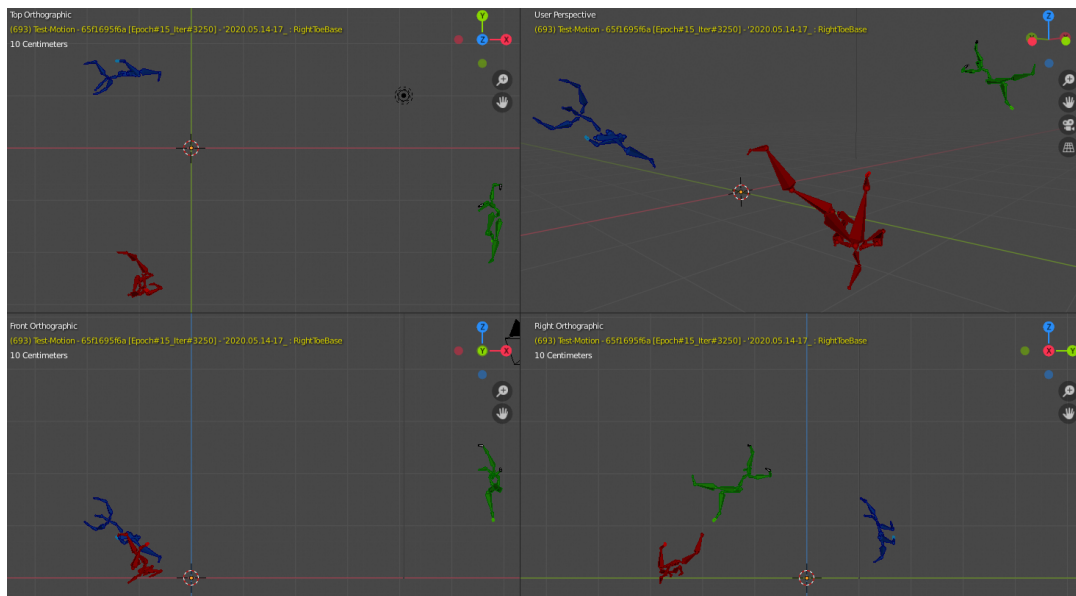 Top Orthographic
(693) Test-Motion - 65f1695f6a [Epoch#15_Iter#3250] - '2020.05.14-17_ : RightToeBase
10 Centimeters
Y
Z
X
User Perspective
(693) Test-Motion - 65f1695f6a [Epoch#15_Iter#3250] - '2020.05.14-17_ : RightToeBase
Z
Front Orthographic
(693) Test-Motion - 65f1695f6a [Epoch#15_Iter#3250] - '2020.05.14-17_ : RightToeBase
10 Centimeters
Z
Y
X
Right Orthographic
(693) Test-Motion - 65f1695f6a [Epoch#15_Iter#3250] - '2020.05.14-17_ : RightToeBase
10 Centimeters
Z
X
Y